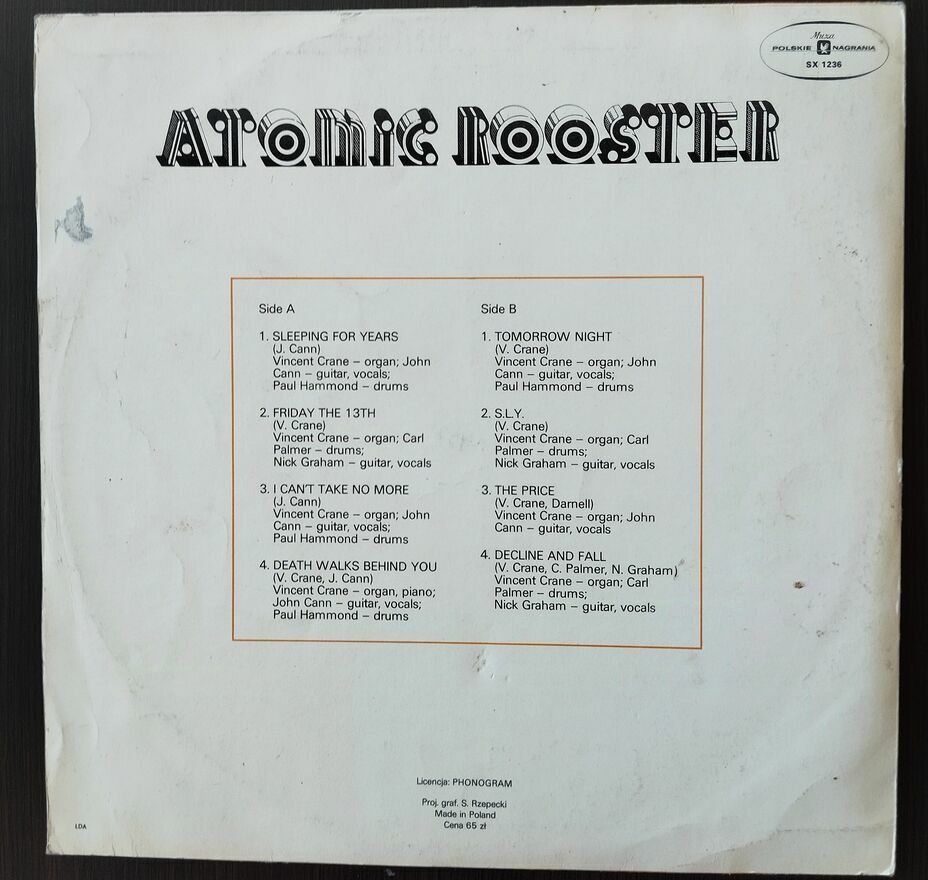 Muza
POLSKIE NAGRANIA
SX 1236
ATOMIC ROOSTER
Side A
1. SLEEPING FOR YEARS
(J. Cann)
Vincent Crane – organ; John
Cann – guitar, vocals;
Paul Hammond – drums
2. FRIDAY THE 13TH
(V. Crane)
Vincent Crane – organ; Carl
Palmer – drums;
Nick Graham – guitar, vocals
3. I CAN'T TAKE NO MORE
(J. Cann)
Vincent Crane – organ; John
Cann – guitar, vocals;
Paul Hammond – drums
4. DEATH WALKS BEHIND YOU
(V. Crane, J. Cann)
Vincent Crane – organ, piano;
John Cann – guitar, vocals;
Paul Hammond – drums
Side B
1. TOMORROW NIGHT
(V. Crane)
Vincent Crane – organ; John
Cann – guitar, vocals;
Paul Hammond – drums
2. S.L.Y.
(V. Crane)
Vincent Crane – organ; Carl
Palmer – drums;
Nick Graham – guitar, vocals
3. THE PRICE
(V. Crane, Darnell)
Vincent Crane – organ; John
Cann – guitar, vocals
4. DECLINE AND FALL
(V. Crane, C. Palmer, N. Graham)
Vincent Crane – organ; Carl
Palmer – drums;
Nick Graham – guitar, vocals
Licencja: PHONOGRAM
Proj. graf. S. Rzepecki
Made in Poland
Cena 65 zł
ŁDA